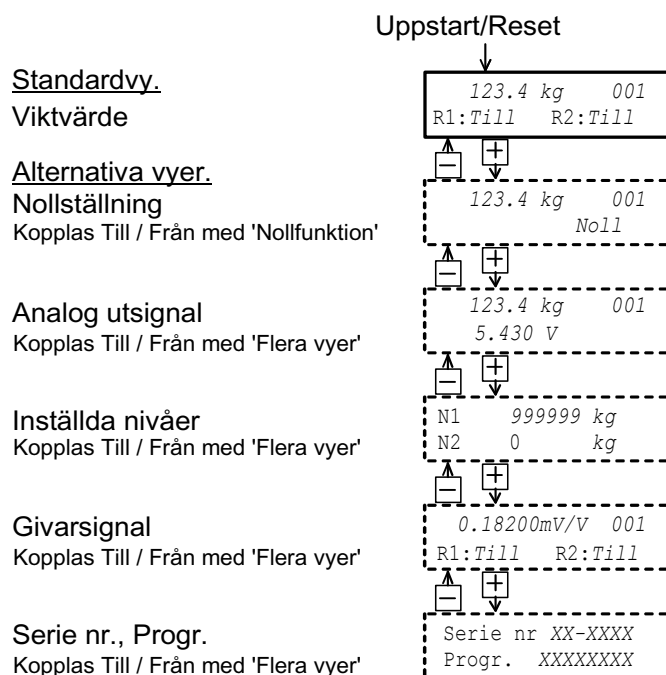 Uppstart/Reset
Standardvy.
Viktvärde
123.4 kg 001
R1:Till R2:Till
− +
Alternativa vyer.
Nollställning
Kopplas Till / Från med 'Nollfunktion'
123.4 kg 001
Noll
− +
Analog utsignal
Kopplas Till / Från med 'Flera vyer'
123.4 kg 001
5.430 V
− +
Inställda nivåer
Kopplas Till / Från med 'Flera vyer'
N1 999999 kg
N2 0 kg
− +
Givarsignal
Kopplas Till / Från med 'Flera vyer'
0.18200mV/V 001
R1:Till R2:Till
− +
Serie nr., Progr.
Kopplas Till / Från med 'Flera vyer'
Serie nr XX-XXXX
Progr. XXXXXXXX